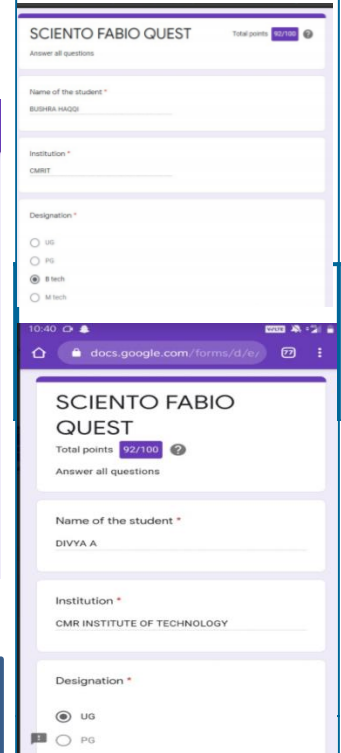 SCIENTO FABIO QUEST
Total points 92/100
Answer all questions
Name of the student *
BUSHRA HAQQI
Institution *
CMRIT
Designation *
UG
PG
B tech
M tech
10:40
docs.google.com/forms/d/e/
77
SCIENTO FABIO
QUEST
Total points 92/100
Answer all questions
Name of the student *
DIVYA A
Institution *
CMR INSTITUTE OF TECHNOLOGY
Designation *
UG
PG